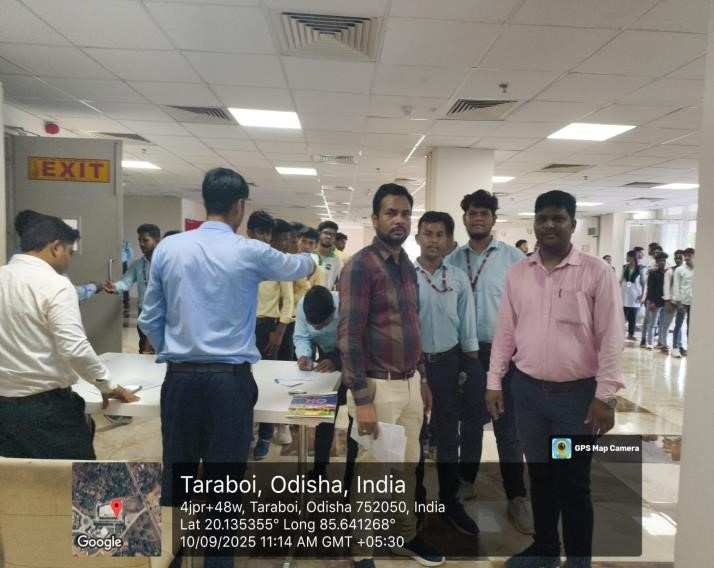 EXIT
GPS Map Camera
Taraboi, Odisha, India
4jpr+48w, Taraboi, Odisha 752050, India
Lat 20.135355° Long 85.641268°
10/09/2025 11:14 AM GMT +05:30
Google